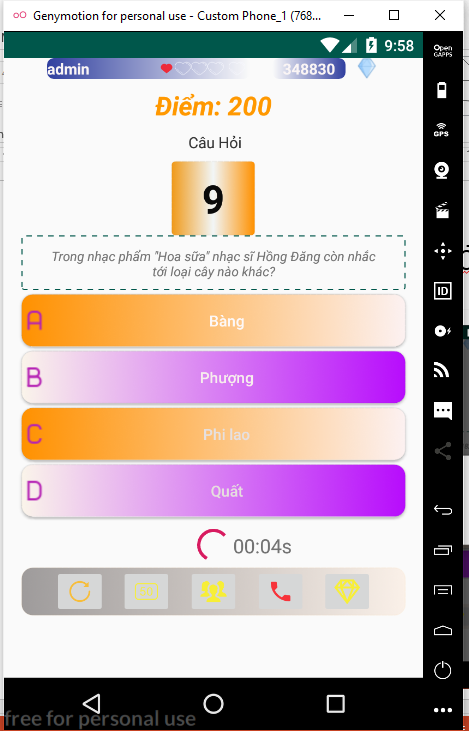 Genymotion for personal use - Custom Phone_1 (768...
9:58
Open
GAPPS
admin
348830
Điểm: 200
GPS
Câu Hỏi
9
Trong nhạc phẩm "Hoa sữa" nhạc sĩ Hồng Đăng còn nhắc
tới loại cây nào khác?
ID
A
Bàng
B
Phượng
C
Phi lao
D
Quất
00:04s
free for personal use